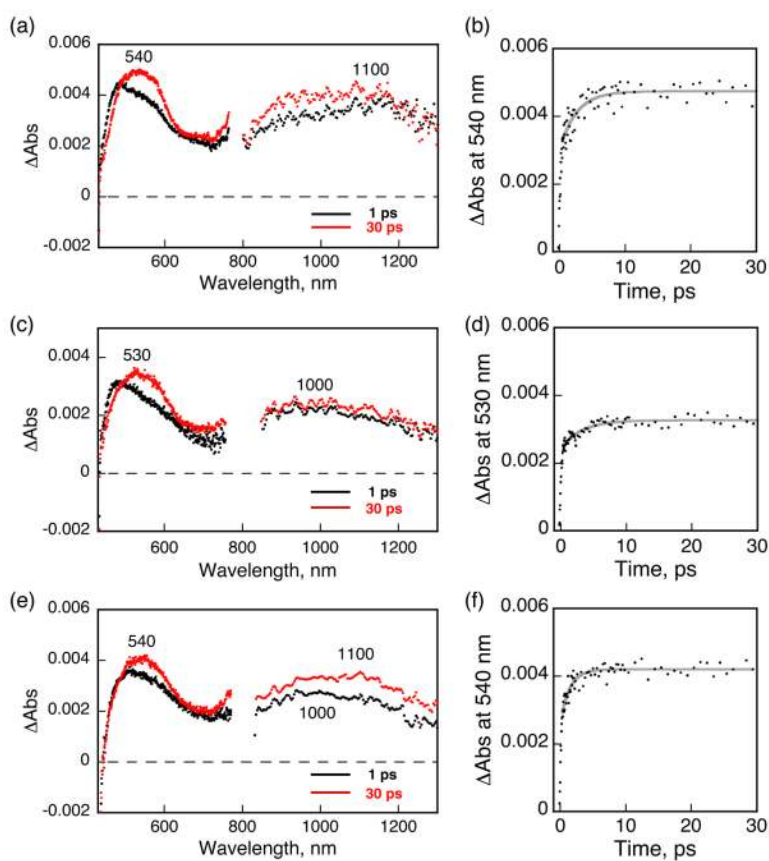 (a)
0.006
0.004
0.002
0
-0.002
ΔAbs
540
1100
1 ps
30 ps
600
800
1000
1200
Wavelength, nm
(b)
0.006
0.004
0.002
0
ΔAbs at 540 nm
0
10
20
30
Time, ps
(c)
0.004
0.002
0
-0.002
ΔAbs
530
1000
1 ps
30 ps
600
800
1000
1200
Wavelength, nm
(d)
0.006
0.004
0.002
0
ΔAbs at 530 nm
0
10
20
30
Time, ps
(e)
0.006
0.004
0.002
0
-0.002
ΔAbs
540
1100
1000
1 ps
30 ps
600
800
1000
1200
Wavelength, nm
(f)
0.006
0.004
0.002
0
ΔAbs at 540 nm
0
10
20
30
Time, ps